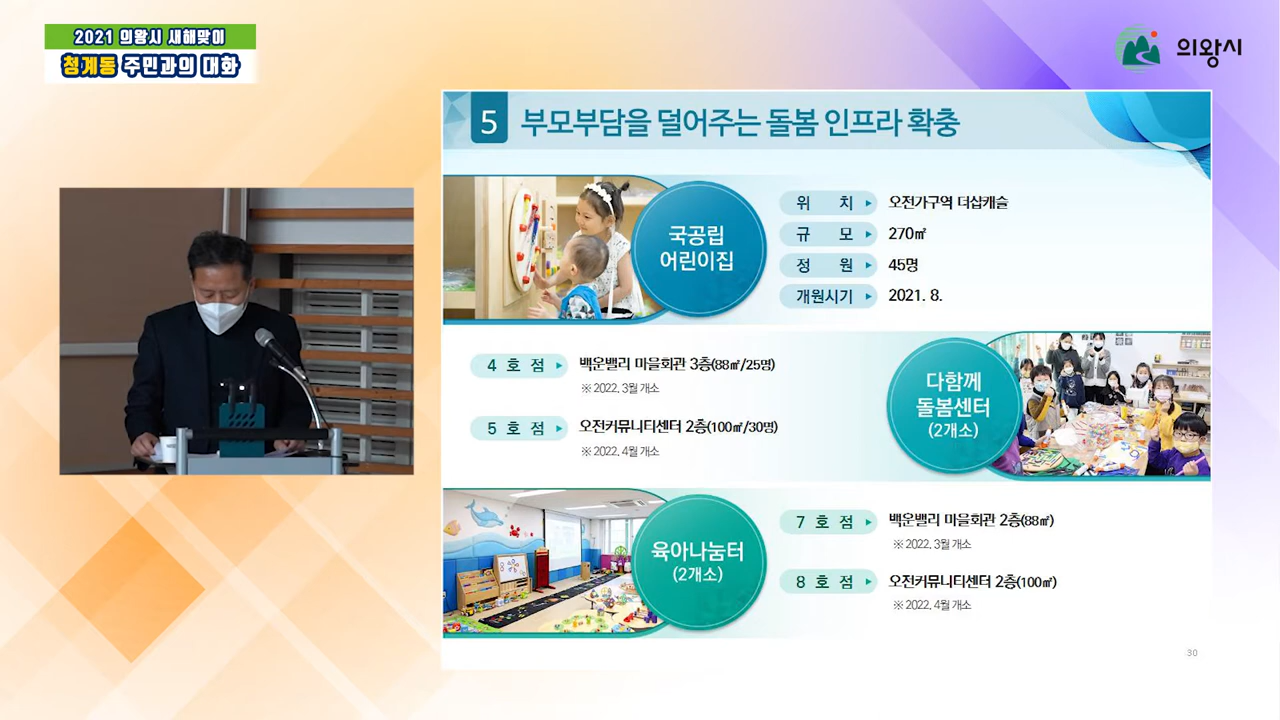 2021 의왕시 새해맞이
청계동 주민과의 대화
의왕시
5 부모부담을 덜어주는 돌봄 인프라 확충
국공립
어린이집
위 치 오전가구역 더샵캐슬
규 모 270㎡
정 원 45명
개원시기 2021. 8.
4 호 점 백운밸리 마을회관 3층(88㎡/25명)
※ 2022. 3월 개소
5 호 점 오전커뮤니티센터 2층(100㎡/30명)
※ 2022. 4월 개소
다함께
돌봄센터
(2개소)
육아나눔터
(2개소)
7 호 점 백운밸리 마을회관 2층(88㎡)
※ 2022. 3월 개소
8 호 점 오전커뮤니티센터 2층(100㎡)
※ 2022. 4월 개소
30